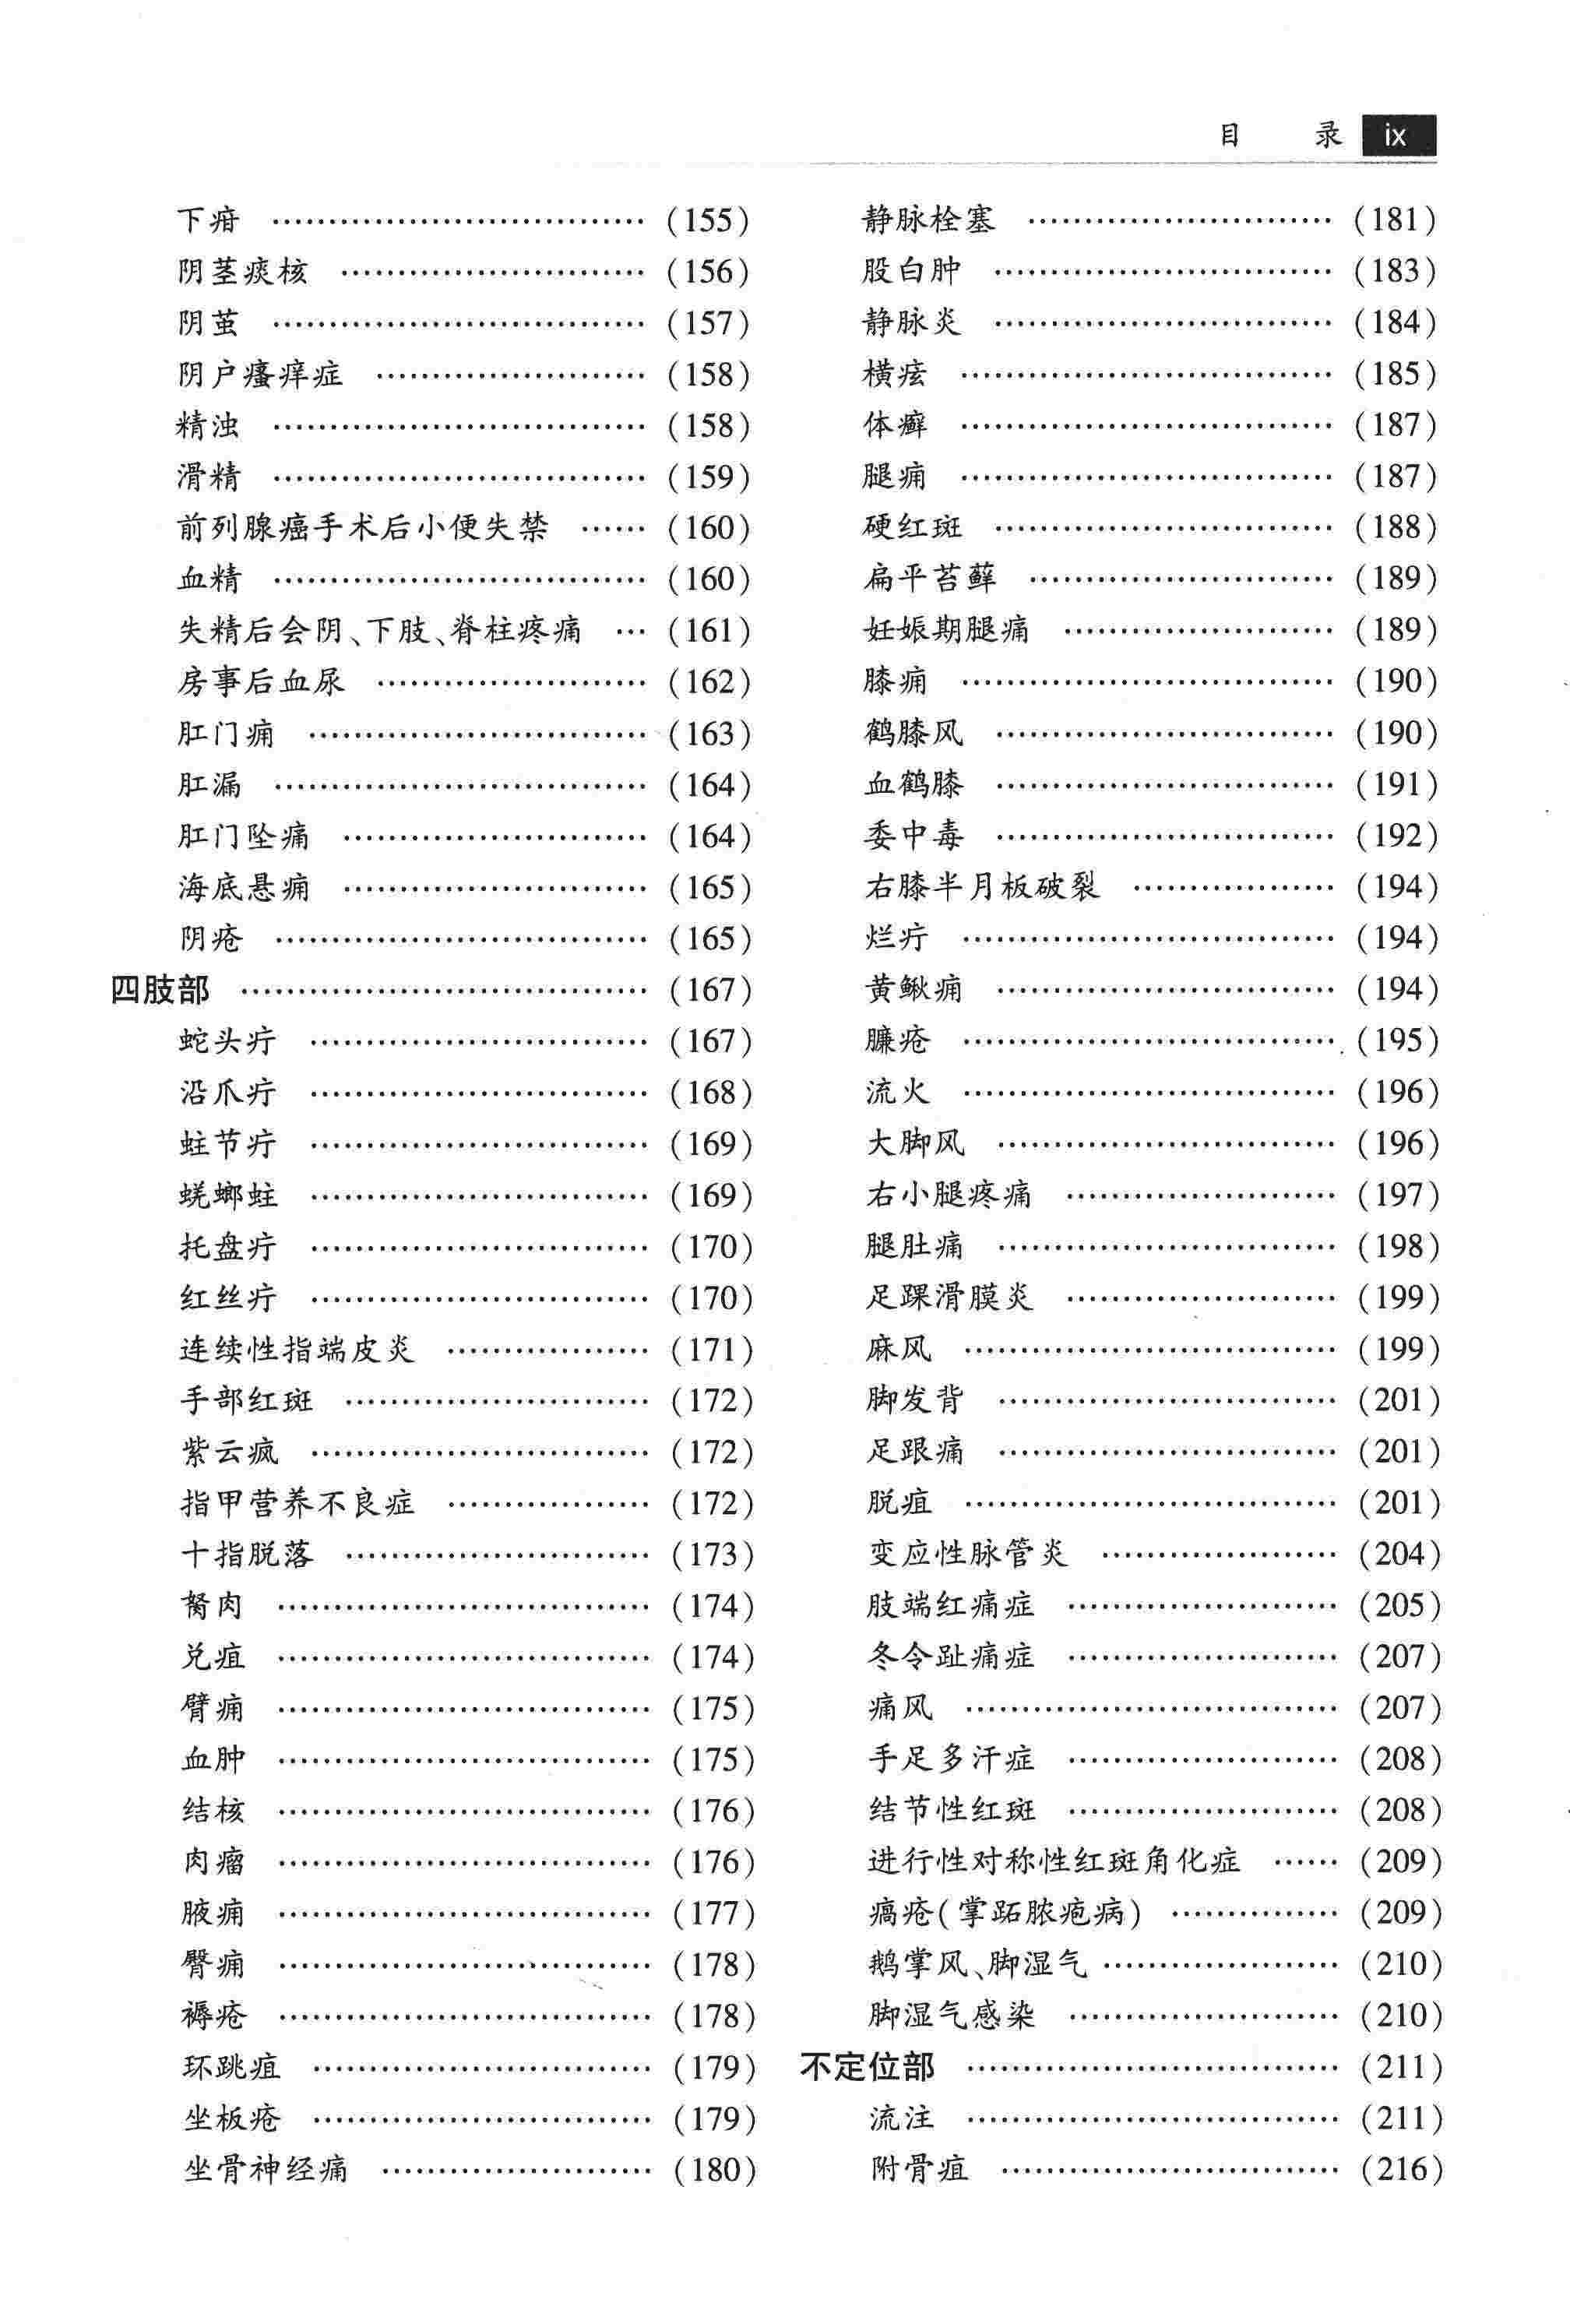 目 录 ix
下疳 …… (155)
阴茎痰核 …… (156)
阴茧 …… (157)
阴户瘙痒症 …… (158)
精浊 …… (158)
滑精 …… (159)
前列腺癌手术后小便失禁 …… (160)
血精 …… (160)
失精后会阴、下肢、脊柱疼痛 … (161)
房事后血尿 …… (162)
肛门痈 …… (163)
肛漏 …… (164)
肛门坠痛 …… (164)
海底悬痈 …… (165)
阴疮 …… (165)
四肢部 …… (167)
蛇头疔 …… (167)
沿爪疔 …… (168)
蛀节疔 …… (169)
蜣螂蛀 …… (169)
托盘疔 …… (170)
红丝疔 …… (170)
连续性指端皮炎 …… (171)
手部红斑 …… (172)
紫云疯 …… (172)
指甲营养不良症 …… (172)
十指脱落 …… (173)
胬肉 …… (174)
兑疽 …… (174)
臂痈 …… (175)
血肿 …… (175)
结核 …… (176)
肉瘤 …… (176)
腋痈 …… (177)
臀痈 …… (178)
褥疮 …… (178)
环跳疽 …… (179)
坐板疮 …… (179)
坐骨神经痛 …… (180)
静脉栓塞 …… (181)
股白肿 …… (183)
静脉炎 …… (184)
横痃 …… (185)
体癣 …… (187)
腿痈 …… (187)
硬红斑 …… (188)
扁平苔藓 …… (189)
妊娠期腿痛 …… (189)
膝痈 …… (190)
鹤膝风 …… (190)
血鹤膝 …… (191)
委中毒 …… (192)
右膝半月板破裂 …… (194)
烂疔 …… (194)
黄鳅痈 …… (194)
臁疮 …… (195)
流火 …… (196)
大脚风 …… (196)
右小腿疼痛 …… (197)
腿肚痛 …… (198)
足踝滑膜炎 …… (199)
麻风 …… (199)
脚发背 …… (201)
足跟痛 …… (201)
脱疽 …… (201)
变应性脉管炎 …… (204)
肢端红痛症 …… (205)
冬令趾痛症 …… (207)
痛风 …… (207)
手足多汗症 …… (208)
结节性红斑 …… (208)
进行性对称性红斑角化症 …… (209)
瘑疮(掌跖脓疱病) …… (209)
鹅掌风、脚湿气 …… (210)
脚湿气感染 …… (210)
不定位部 …… (211)
流注 …… (211)
附骨疽 …… (216)